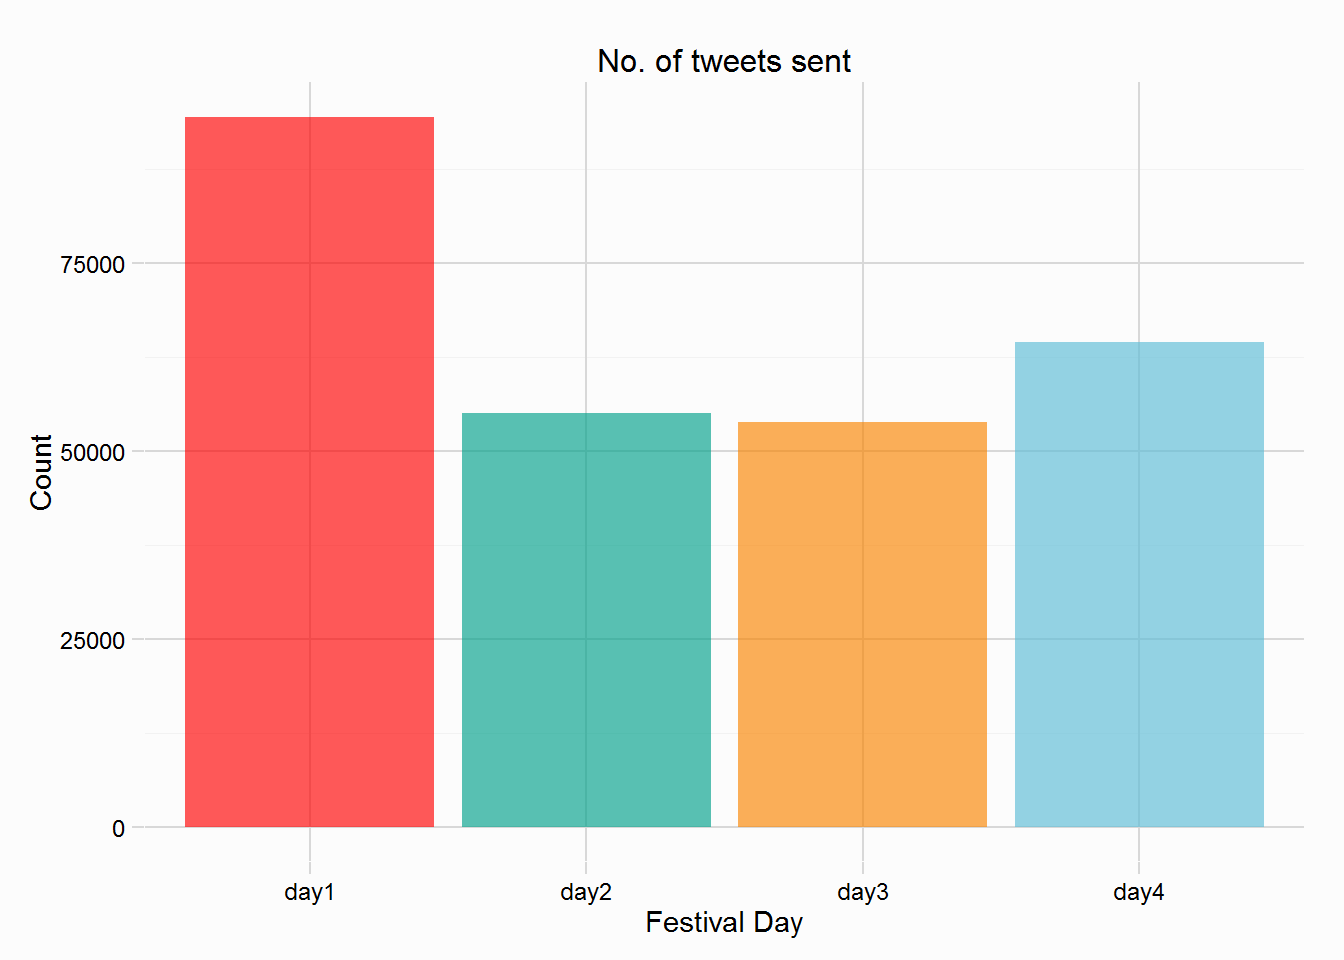 No. of tweets sent
Count
75000
50000
25000
0
day1 day2 day3 day4
Festival Day